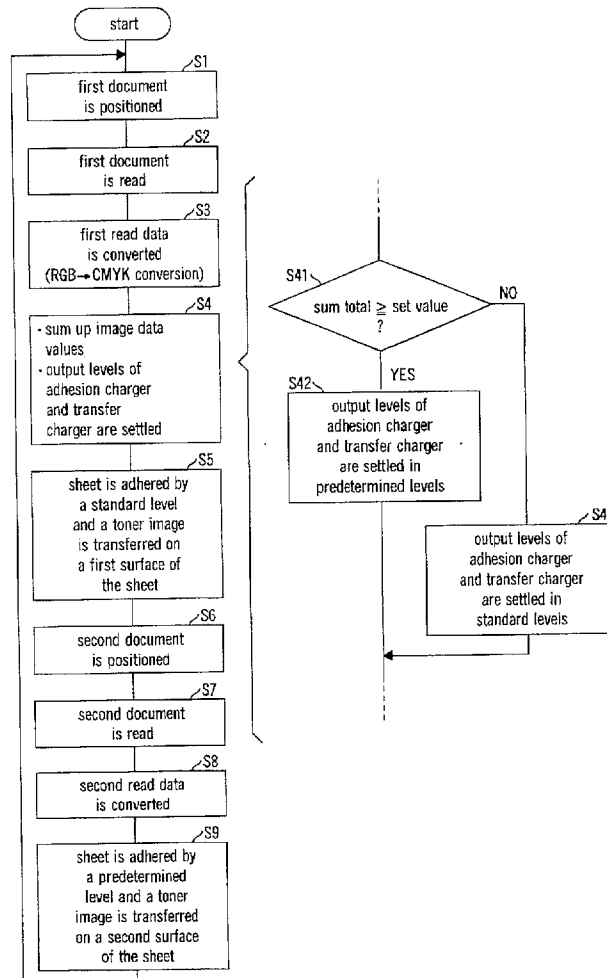 start
S1
first document
is positioned
S2
first document
is read
S3
first read data
is converted
(RGB→CMYK conversion)
S4
· sum up image data
values
· output levels of
adhesion charger
and transfer
charger are settled
S5
sheet is adhered by
a standard level
and a toner image
is transferred on
a first surface of
the sheet
S6
second document
is positioned
S7
second document
is read
S8
second read data
is converted
S9
sheet is adhered by
a predetermined
level and a toner
image is transferred
on a second surface
of the sheet
S41
sum total ≧ set value
?
NO
YES
S42
output levels of
adhesion charger
and transfer charger
are settled in
predetermined levels
S4
output levels of
adhesion charger
and transfer charger
are settled in
standard levels